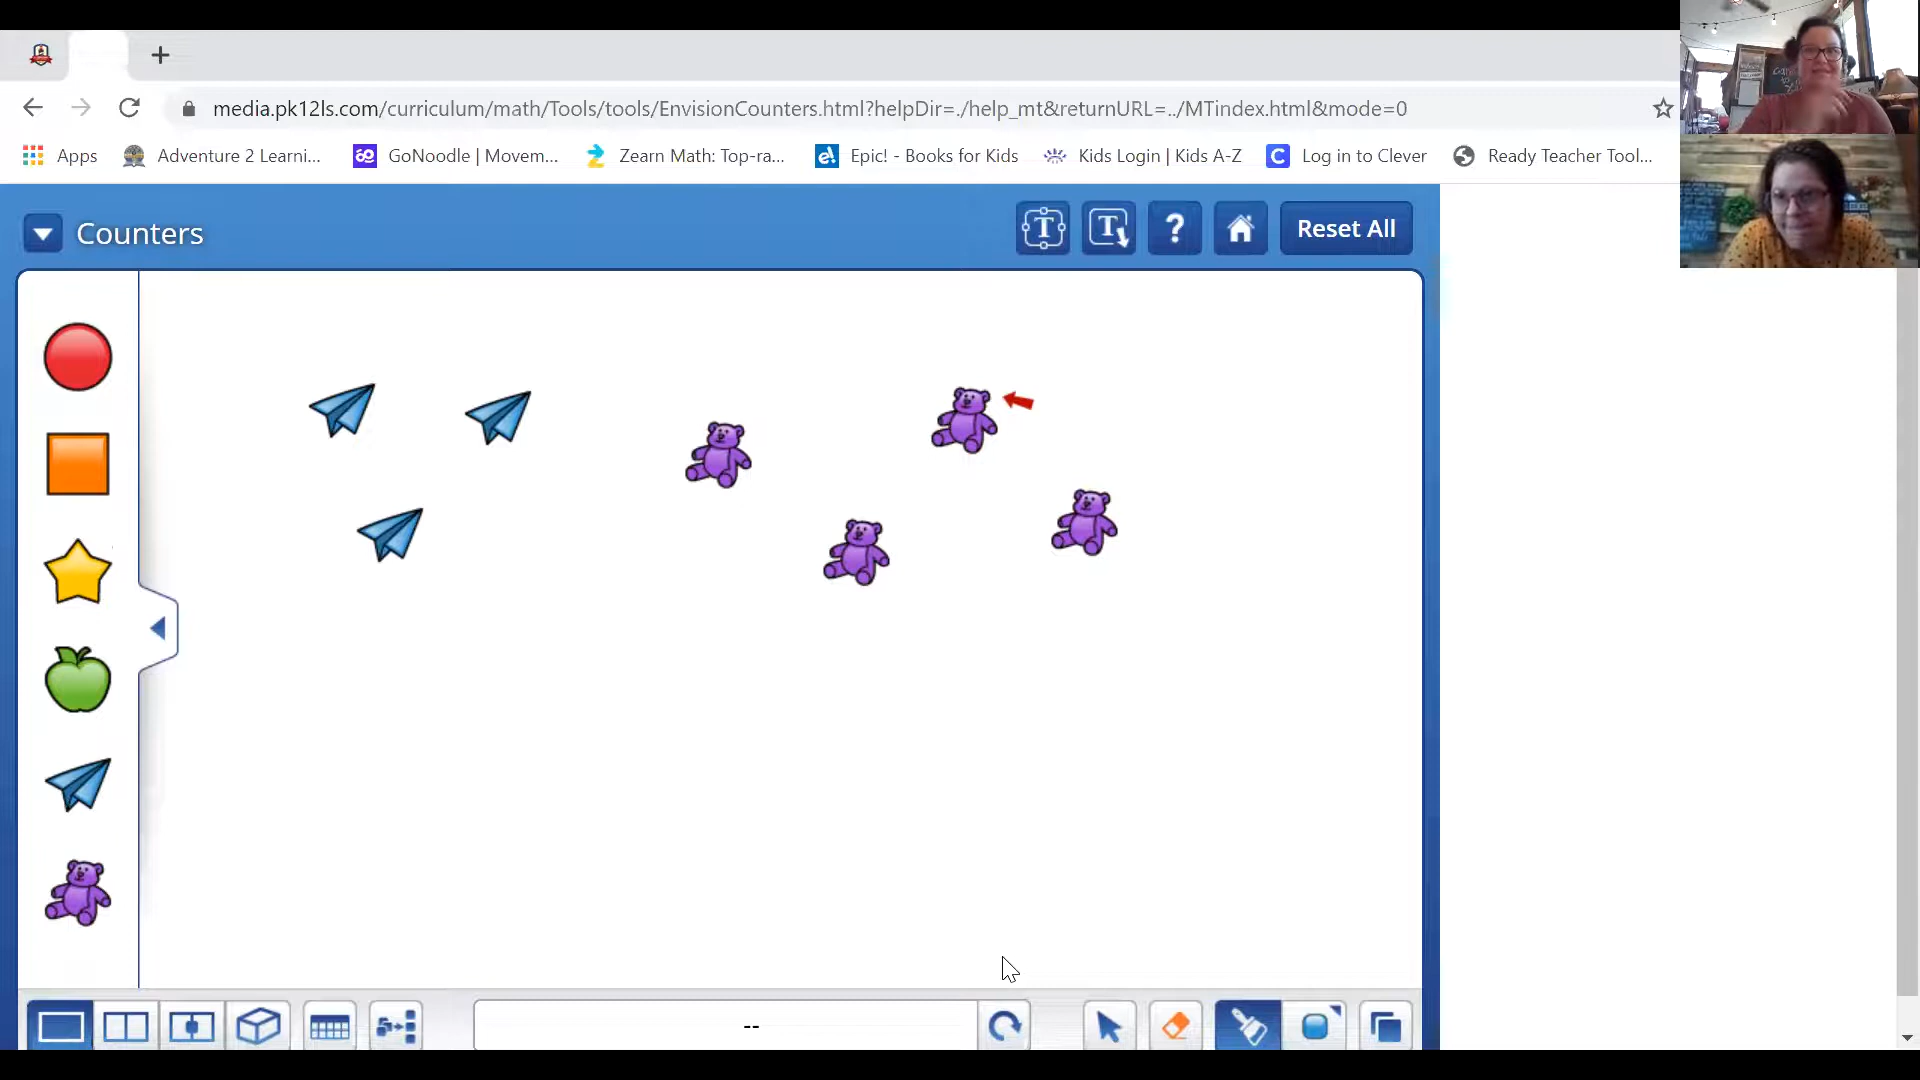 media.pk12ls.com/curriculum/math/Tools/tools/EnvisionCounters.html?helpDir=./help_mt&returnURL=../MTindex.html&mode=0
Apps Adventure 2 Learni... GoNoodle | Movem... Zearn Math: Top-ra... Epic! - Books for Kids Kids Login | Kids A-Z Log in to Clever Ready Teacher Tool...
Counters T T ? Reset All
--